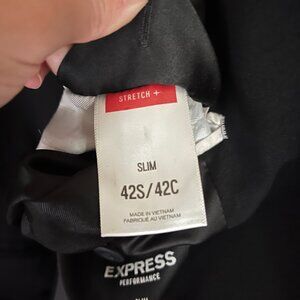 STRETCH +
SLIM
42S/42C
MADE IN VIETNAM
FABRIQUÉ AU VIETNAM
EXPRESS
PERFORMANCE